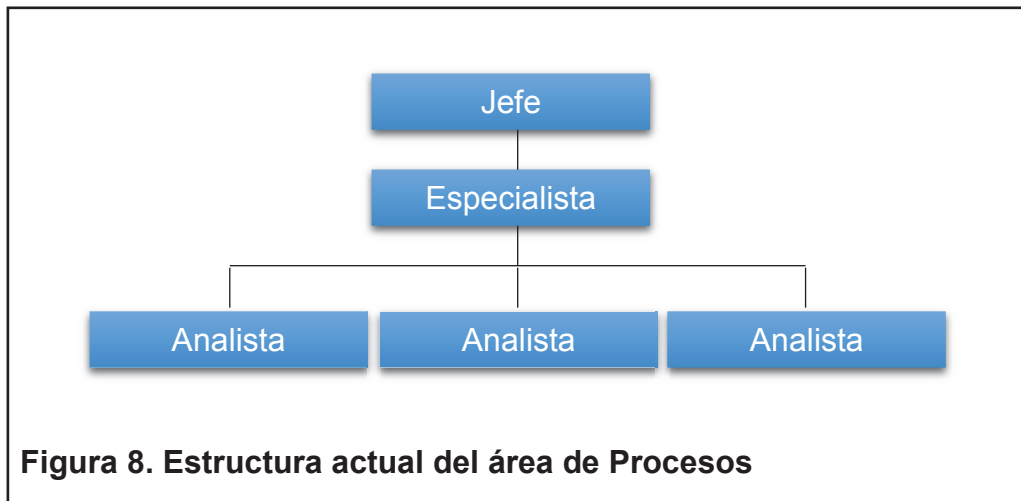 Jefe
Especialista
Analista
Analista
Analista
Figura 8. Estructura actual del área de Procesos